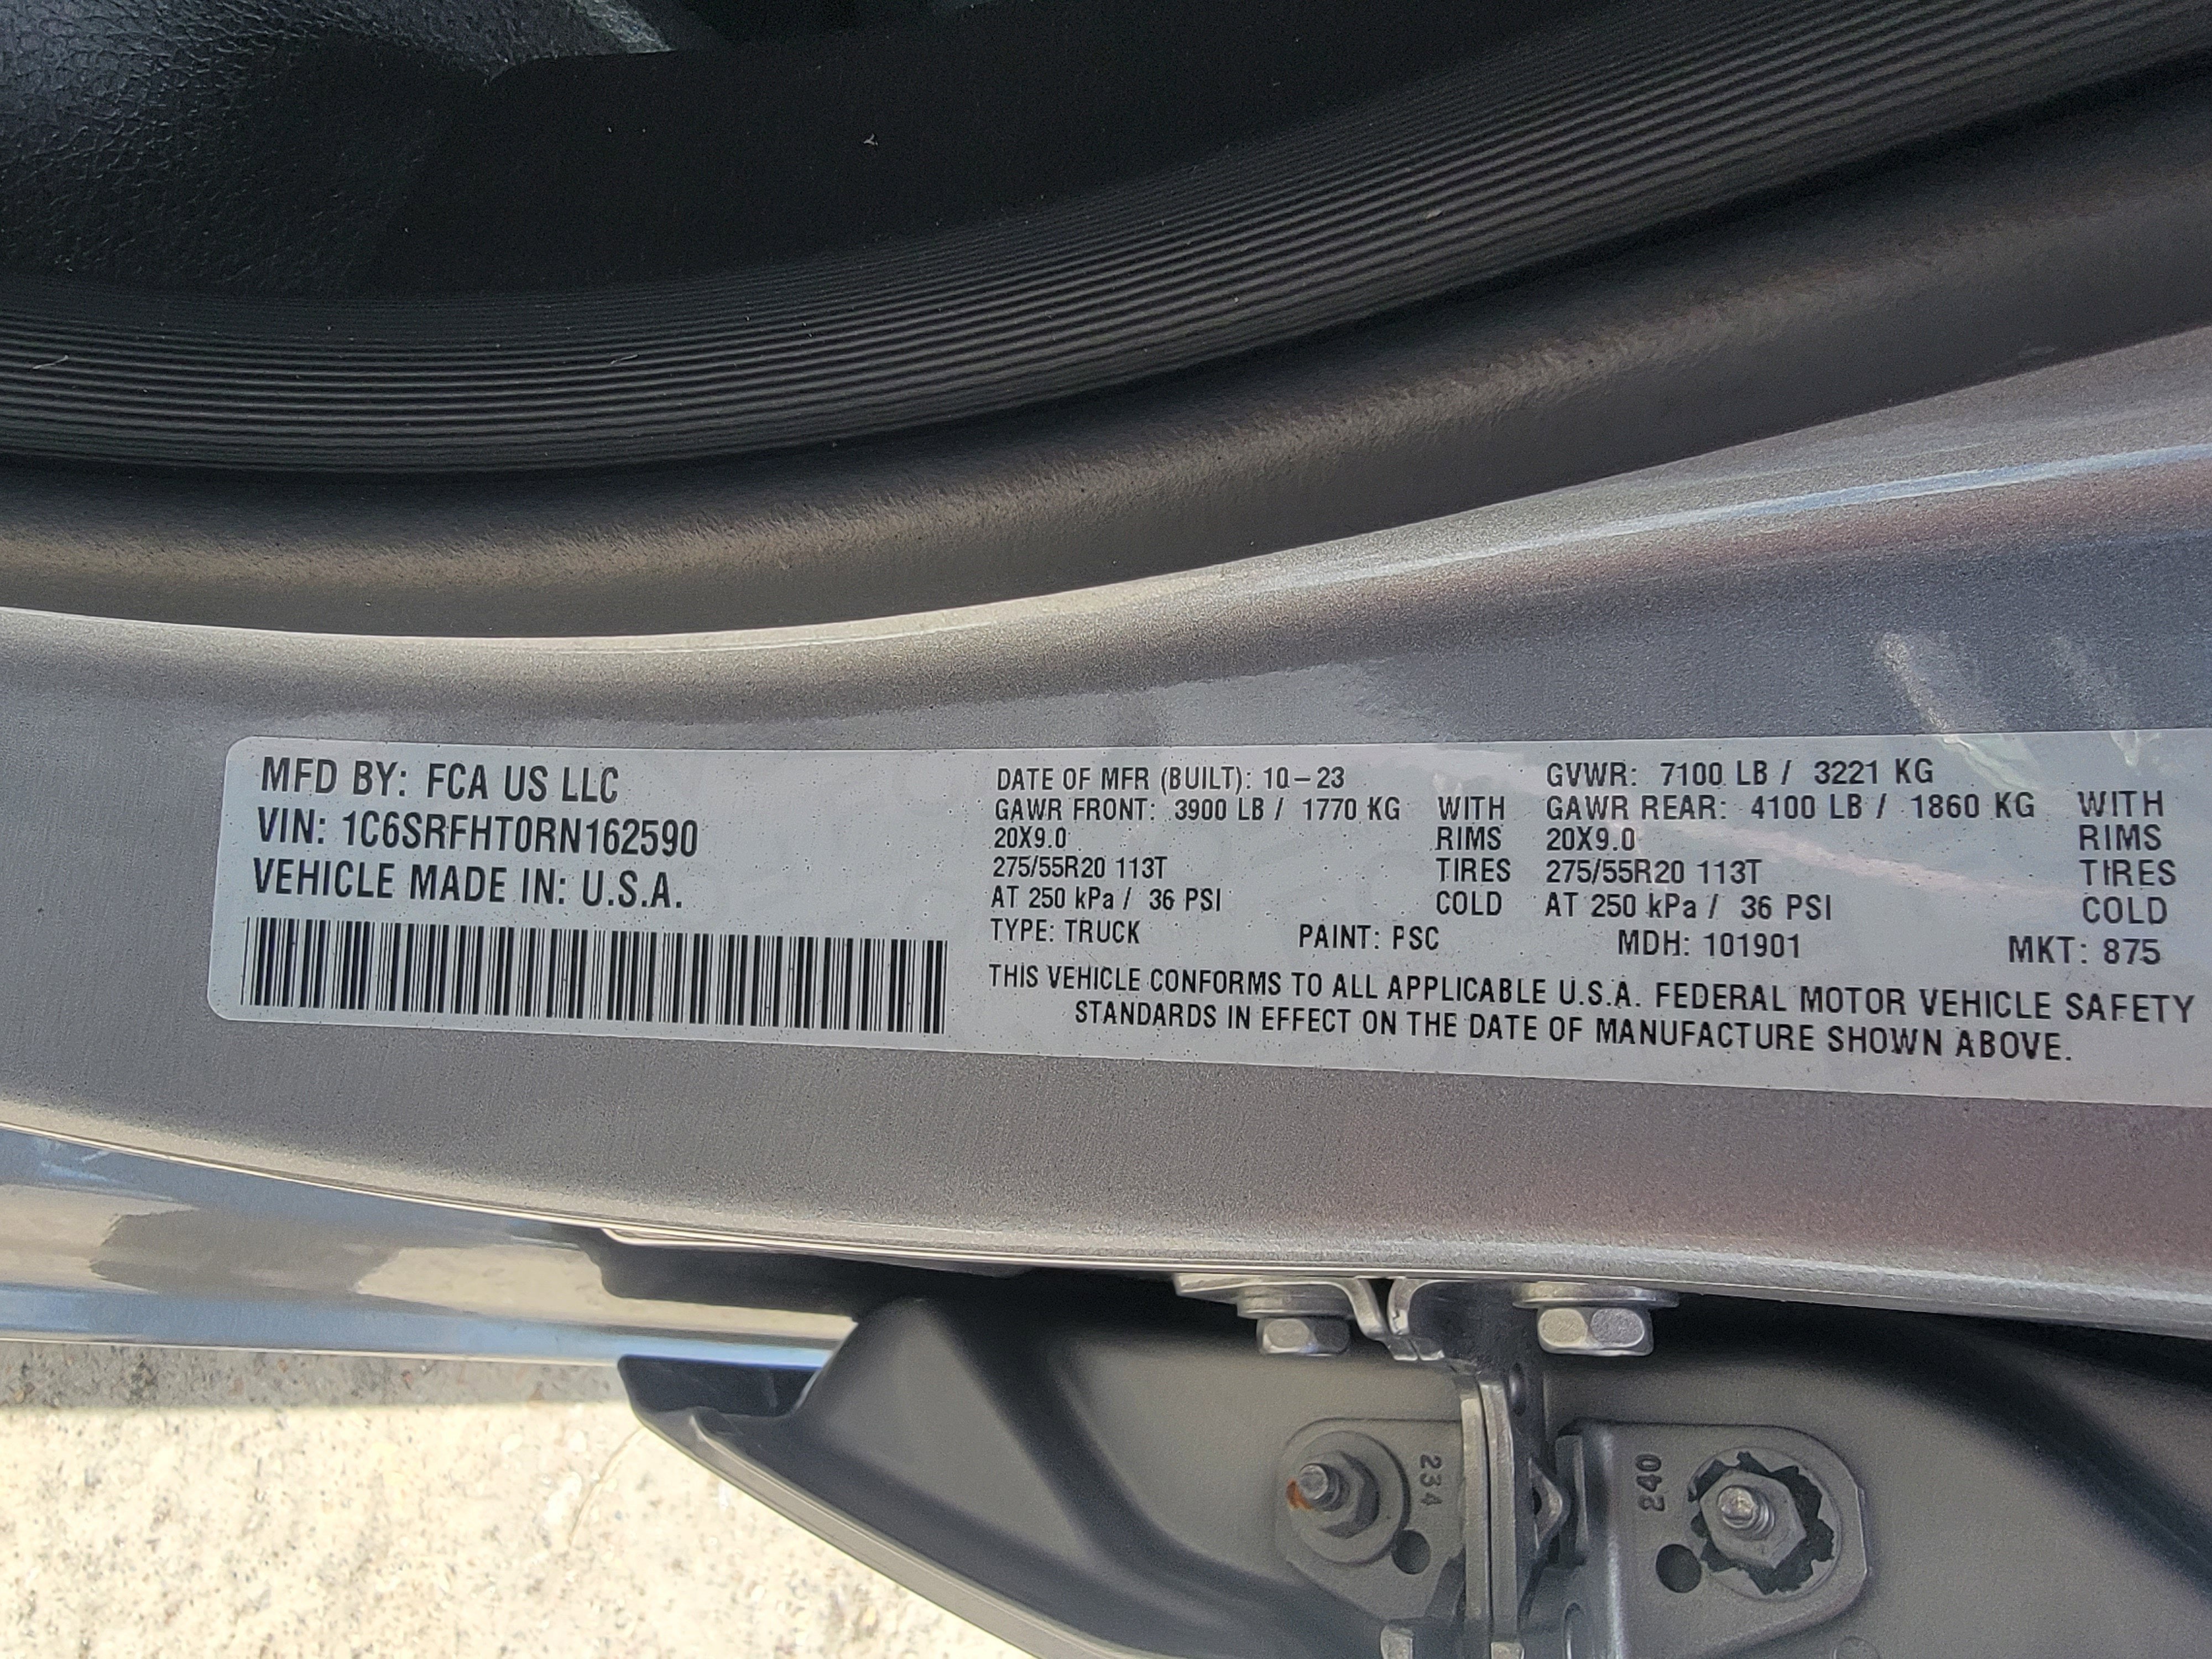 MFD BY: FCA US LLC
VIN: 1C6SRFHT0RN162590
VEHICLE MADE IN: U.S.A.
DATE OF MFR (BUILT): 10-23
GVWR: 7100 LB / 3221 KG
GAWR FRONT: 3900 LB / 1770 KG WITH
20X9.0 RIMS
275/55R20 113T TIRES
AT 250 kPa / 36 PSI COLD
GAWR REAR: 4100 LB / 1860 KG WITH
20X9.0 RIMS
275/55R20 113T TIRES
AT 250 kPa / 36 PSI COLD
TYPE: TRUCK PAINT: PSC MDH: 101901 MKT: 875
THIS VEHICLE CONFORMS TO ALL APPLICABLE U.S.A. FEDERAL MOTOR VEHICLE SAFETY
STANDARDS IN EFFECT ON THE DATE OF MANUFACTURE SHOWN ABOVE.
234
240